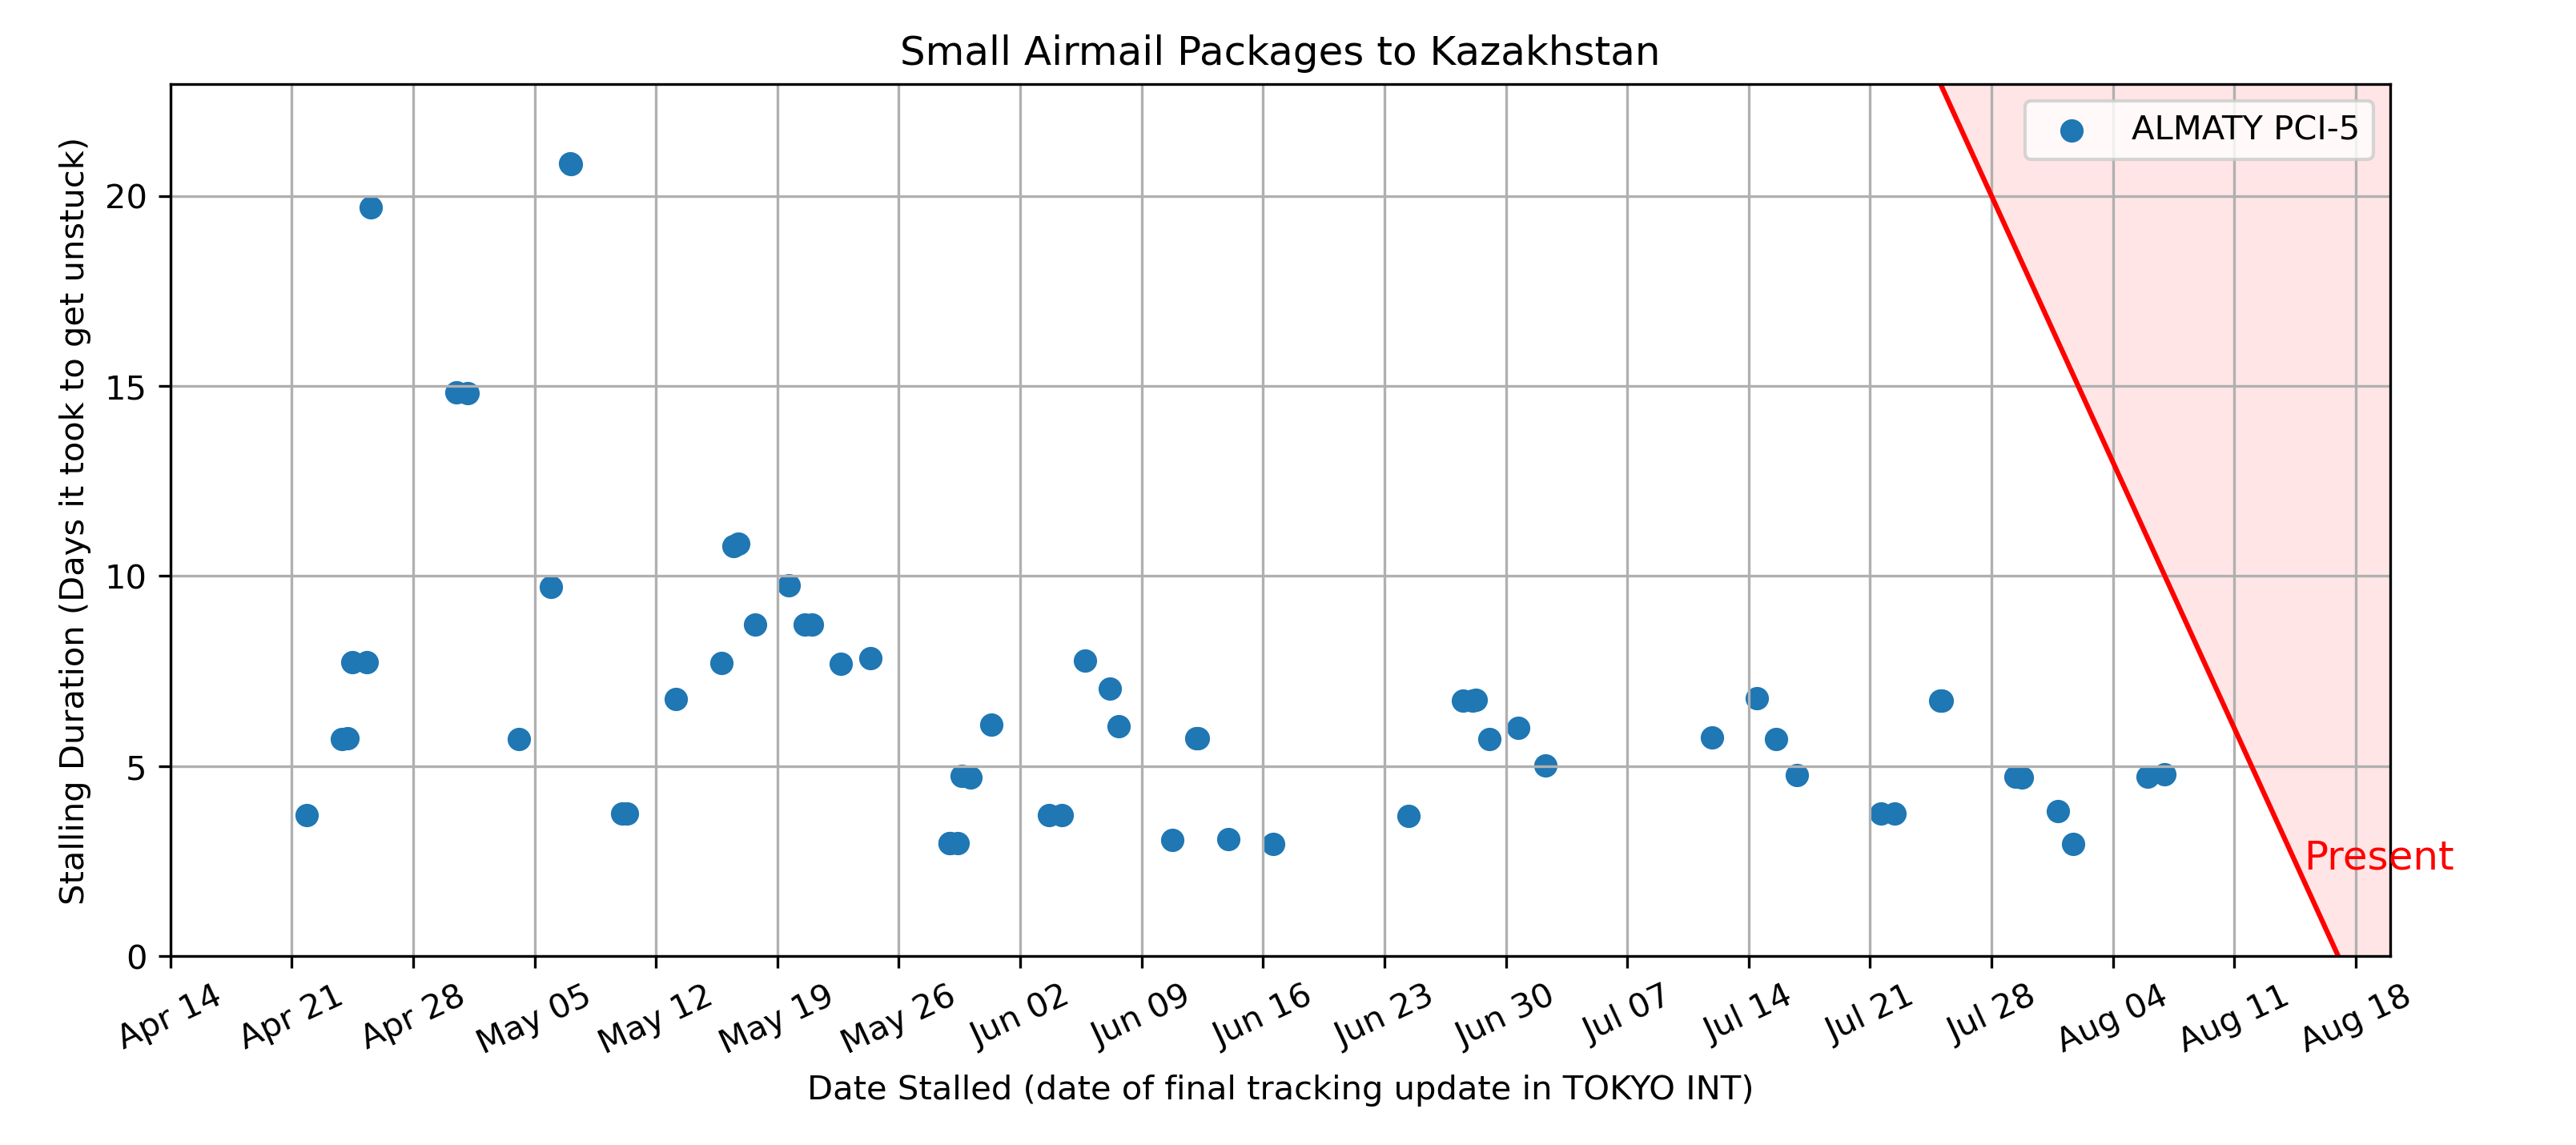 Small Airmail Packages to Kazakhstan
ALMATY PCI-5
Stalling Duration (Days it took to get unstuck)
20
15
10
5
0
Present
Apr 14
Apr 21
Apr 28
May 05
May 12
May 19
May 26
Jun 02
Jun 09
Jun 16
Jun 23
Jun 30
Jul 07
Jul 14
Jul 21
Jul 28
Aug 04
Aug 11
Aug 18
Date Stalled (date of final tracking update in TOKYO INT)